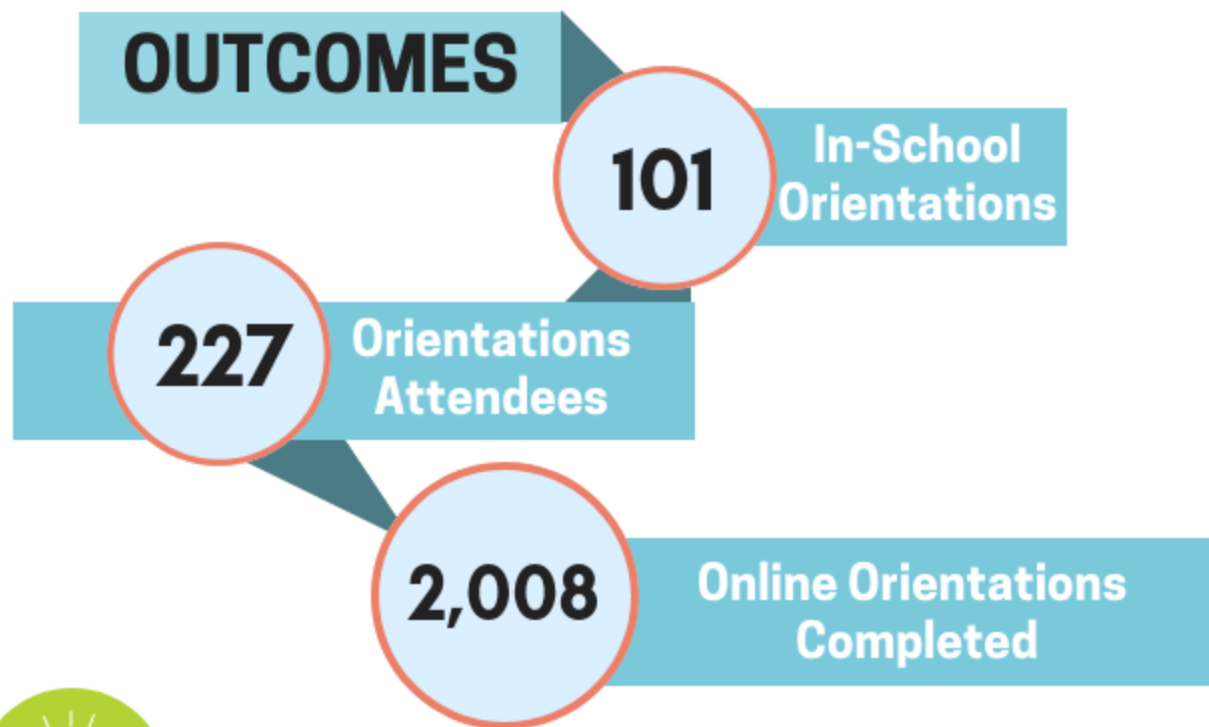 OUTCOMES
101
In-School
Orientations
227
Orientations
Attendees
2,008
Online Orientations
Completed